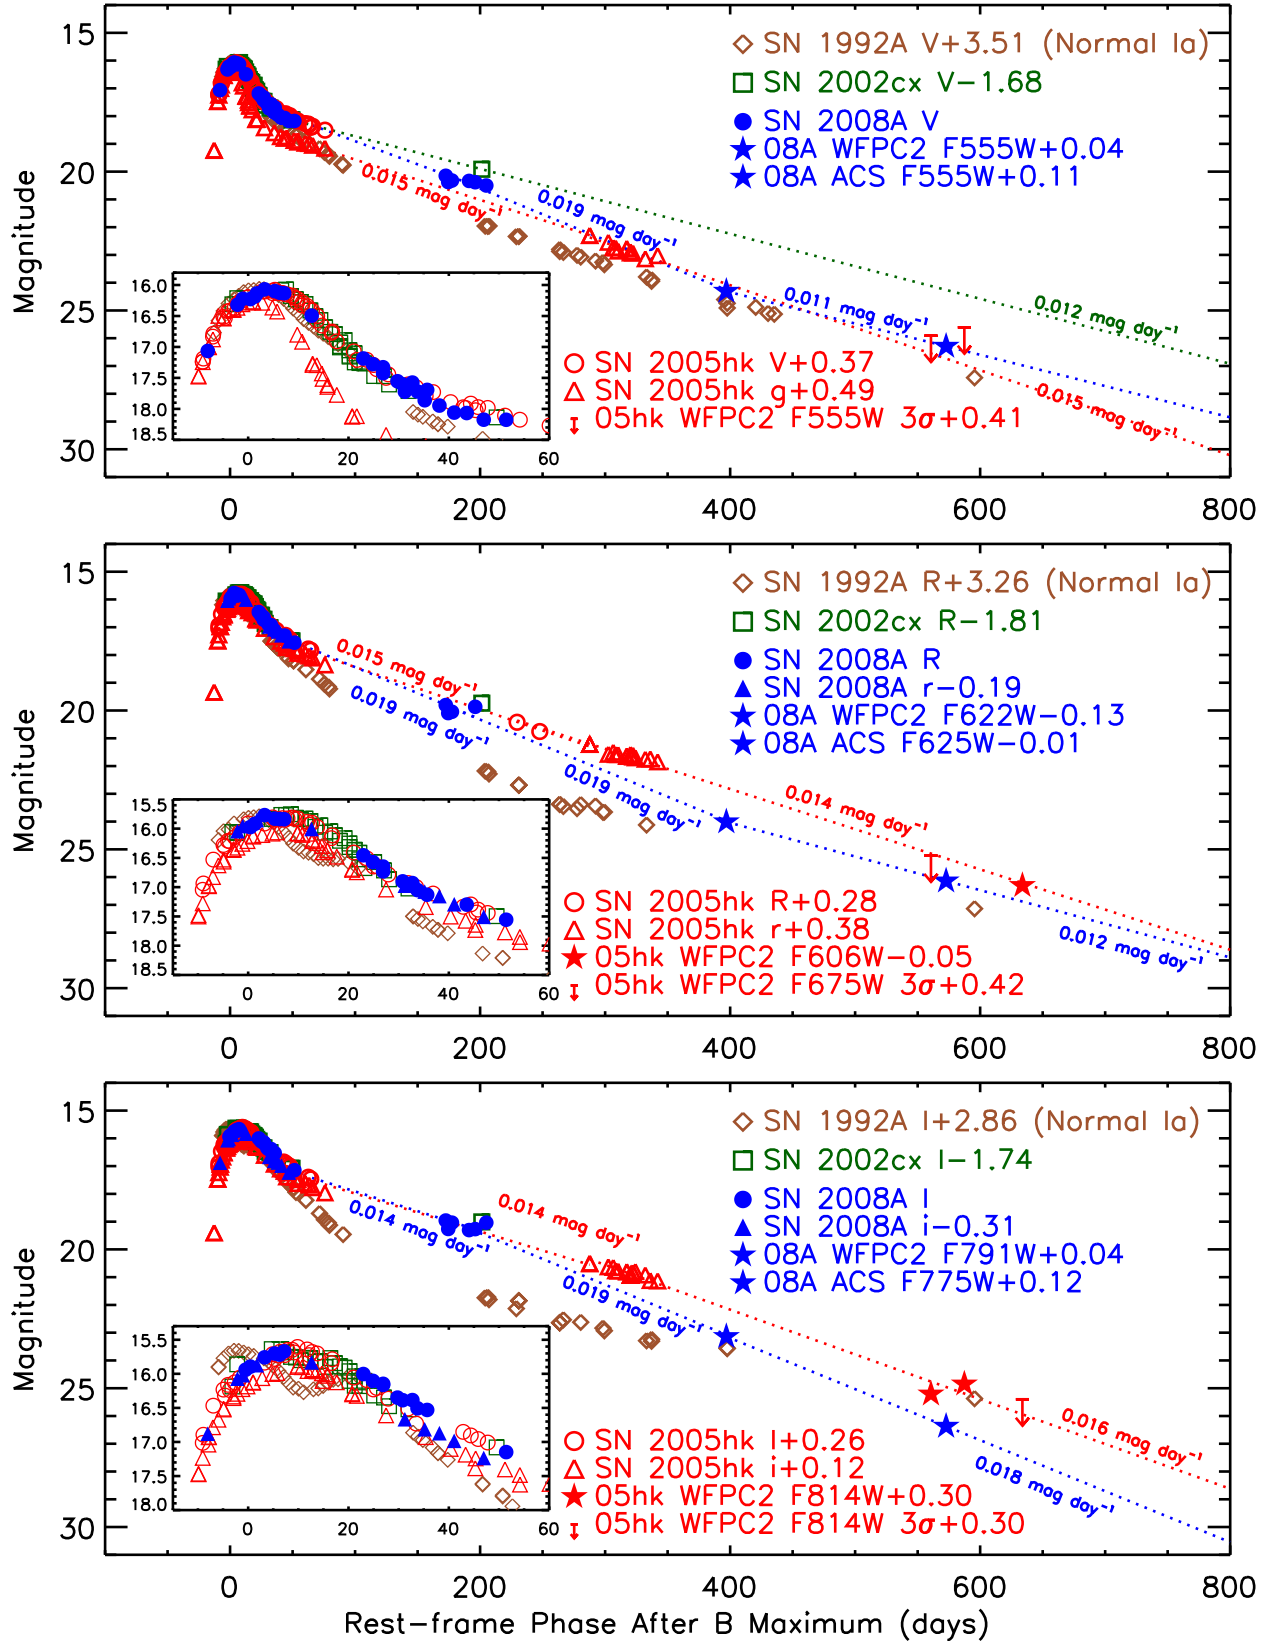 15
20
25
30
Magnitude
SN 1992A V+3.51 (Normal Ia)
SN 2002cx V−1.68
SN 2008A V
08A WFPC2 F555W+0.04
08A ACS F555W+0.11
0.015 mag day⁻¹
0.019 mag day⁻¹
0.011 mag day⁻¹
0.012 mag day⁻¹
0.015 mag day⁻¹
SN 2005hk V+0.37
SN 2005hk g+0.49
05hk WFPC2 F555W 3σ+0.41
16.0
16.5
17.0
17.5
18.0
18.5
0 20 40 60
0 200 400 600 800
15
20
25
30
Magnitude
SN 1992A R+3.26 (Normal Ia)
SN 2002cx R−1.81
SN 2008A R
SN 2008A r−0.19
08A WFPC2 F622W−0.13
08A ACS F625W−0.01
0.015 mag day⁻¹
0.019 mag day⁻¹
0.019 mag day⁻¹
0.014 mag day⁻¹
0.012 mag day⁻¹
SN 2005hk R+0.28
SN 2005hk r+0.38
05hk WFPC2 F606W−0.05
05hk WFPC2 F675W 3σ+0.42
15.5
16.0
16.5
17.0
17.5
18.0
18.5
0 20 40 60
0 200 400 600 800
15
20
25
30
Magnitude
SN 1992A I+2.86 (Normal Ia)
SN 2002cx I−1.74
SN 2008A I
SN 2008A i−0.31
08A WFPC2 F791W+0.04
08A ACS F775W+0.12
0.014 mag day⁻¹
0.014 mag day⁻¹
0.019 mag day⁻¹
0.016 mag day⁻¹
0.018 mag day⁻¹
SN 2005hk I+0.26
SN 2005hk i+0.12
05hk WFPC2 F814W+0.30
05hk WFPC2 F814W 3σ+0.30
15.5
16.0
16.5
17.0
17.5
18.0
0 20 40 60
0 200 400 600 800
Rest−frame Phase After B Maximum (days)